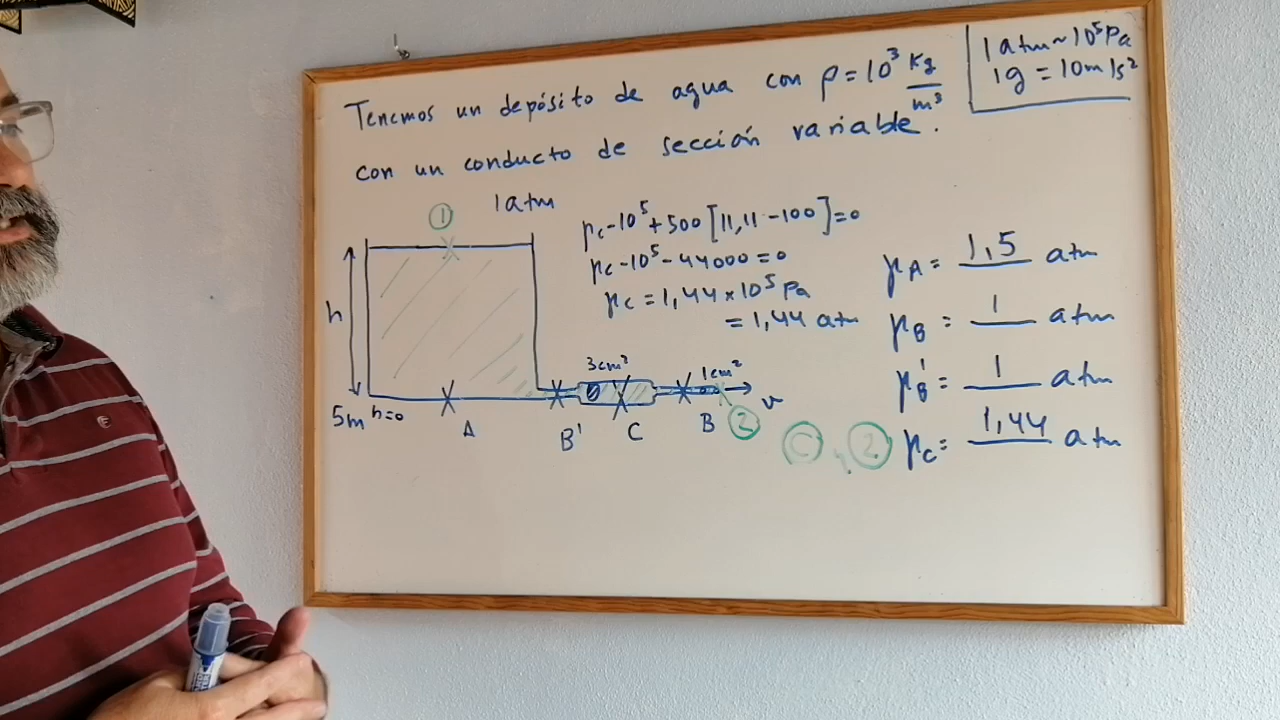 Tenemos un depósito de agua con ρ = 10³ Kg/m³
con un conducto de sección variable.
1 atm ~ 10⁵ Pa
1g = 10 m/s²
1
1 atm
h
5m
h=0
A
B'
C
B
2
v
3cm²
1cm²
pc - 10⁵ + 500 [11,11 - 100] = 0
pc - 10⁵ - 44000 = 0
pc = 1,44 × 10⁵ Pa
= 1,44 atm
C y 2
pA = 1,5 atm
pB = 1 atm
pB' = 1 atm
pC = 1,44 atm